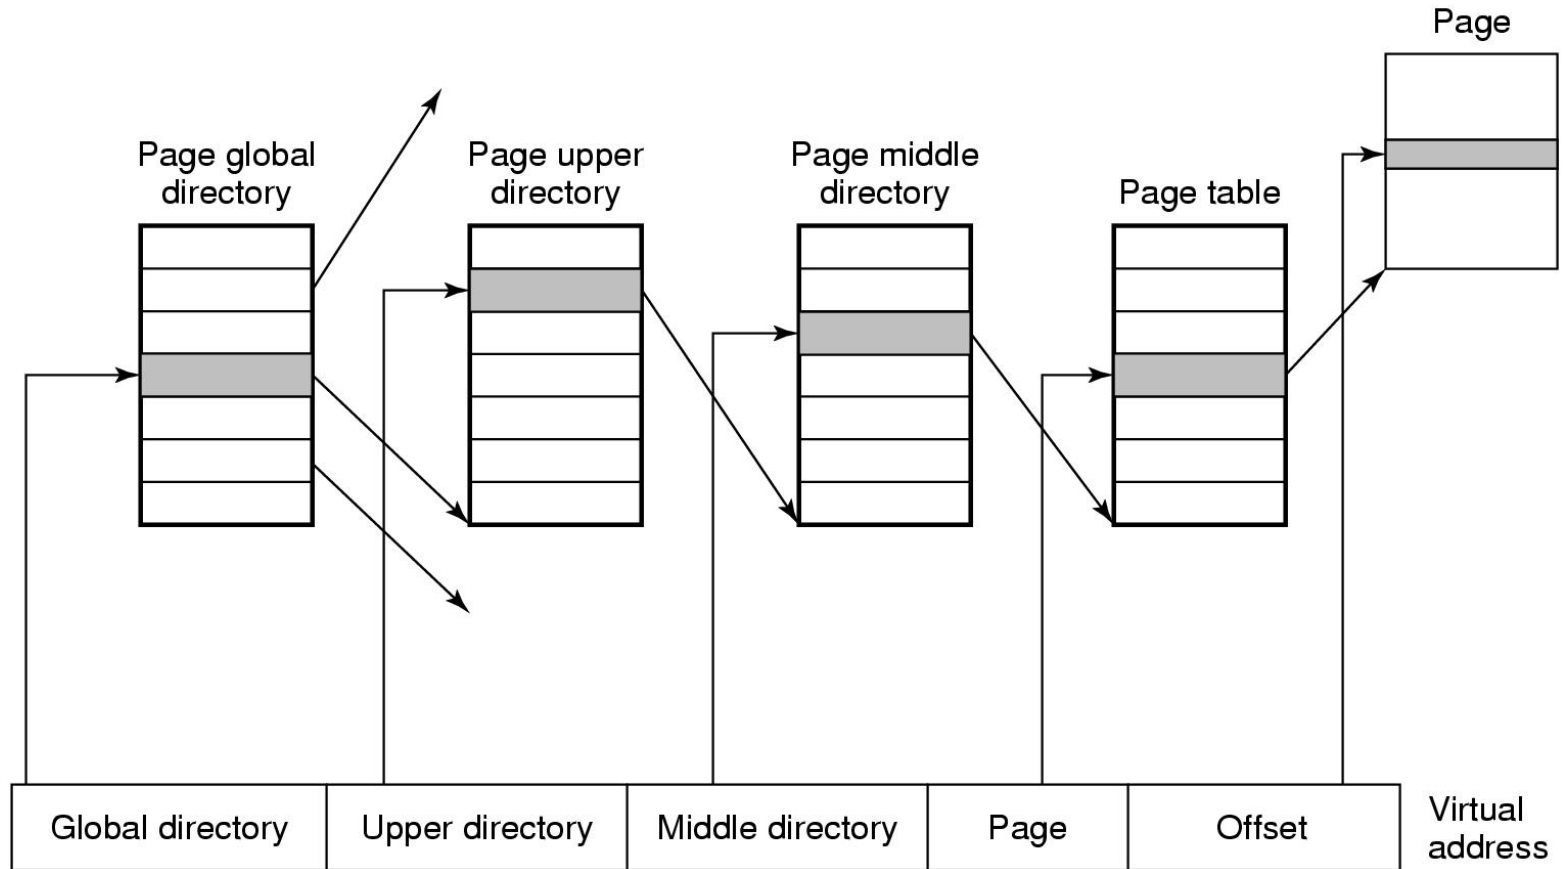 Page
Page global
directory
Page upper
directory
Page middle
directory
Page table
Global directory
Upper directory
Middle directory
Page
Offset
Virtual
address